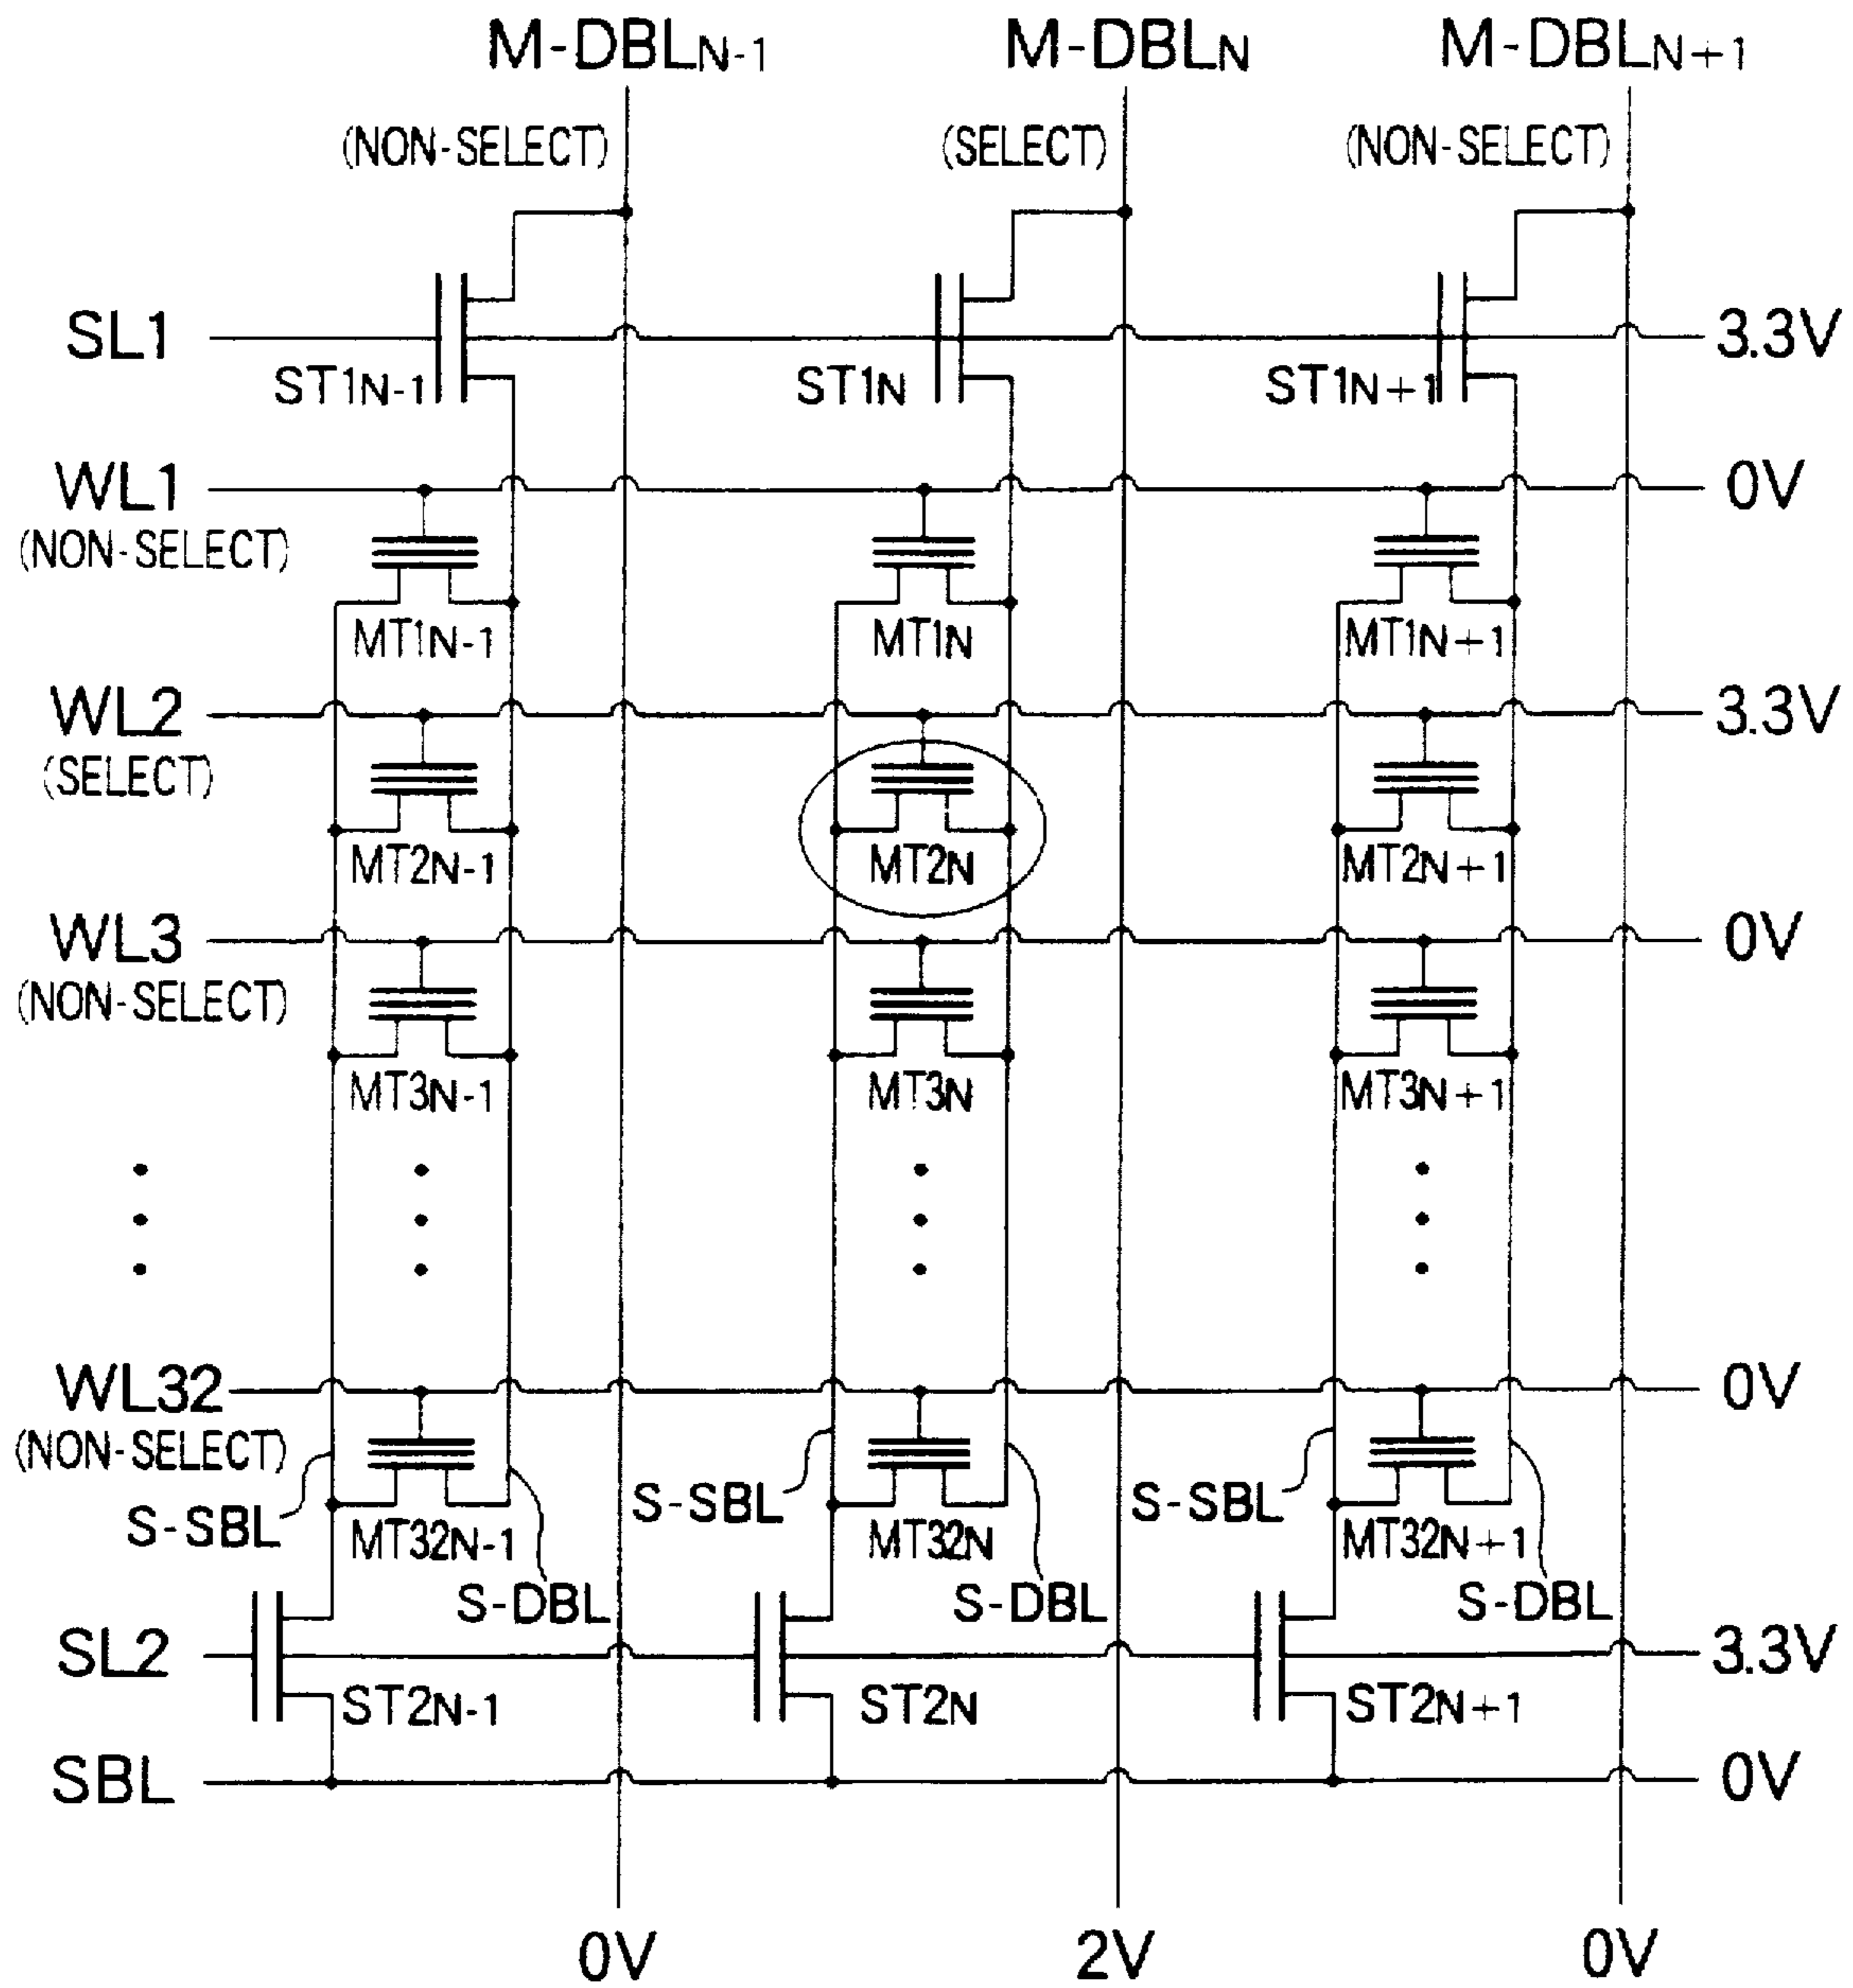 M-DBLN-1 M-DBLN M-DBLN+1
(NON-SELECT) (SELECT) (NON-SELECT)
SL1 3.3V
ST1N-1 ST1N ST1N+1
WL1 0V
(NON-SELECT)
MT1N-1 MT1N MT1N+1
WL2 3.3V
(SELECT)
MT2N-1 MT2N MT2N+1
WL3 0V
(NON-SELECT)
MT3N-1 MT3N MT3N+1
WL32 0V
(NON-SELECT)
S-SBL S-SBL S-SBL
MT32N-1 MT32N MT32N+1
S-DBL S-DBL S-DBL
SL2 3.3V
ST2N-1 ST2N ST2N+1
SBL 0V
0V 2V 0V